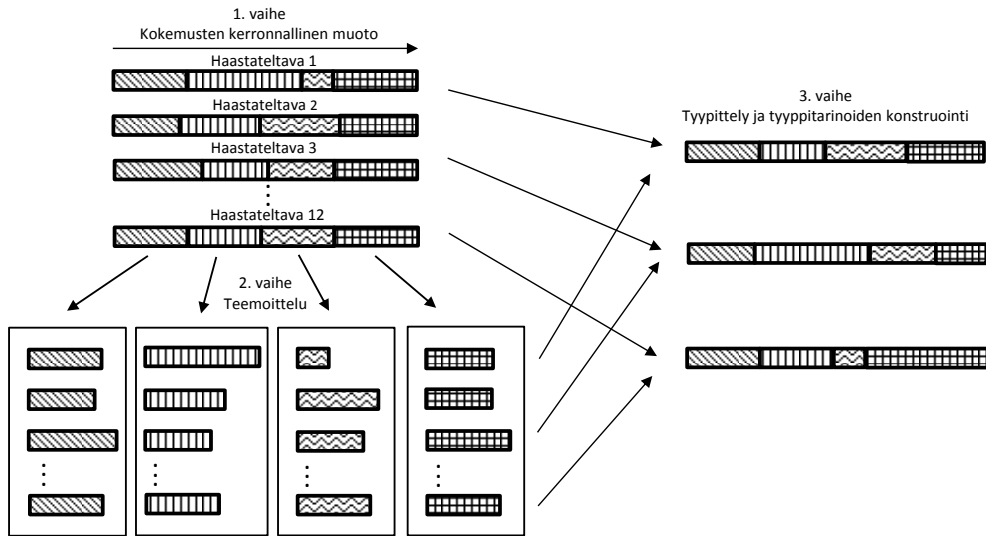 1. vaihe
Kokemusten kerronnallinen muoto
Haastateltava 1
Haastateltava 2
Haastateltava 3
Haastateltava 12
2. vaihe
Teemoittelu
3. vaihe
Tyypittely ja tyyppitarinoiden konstruointi